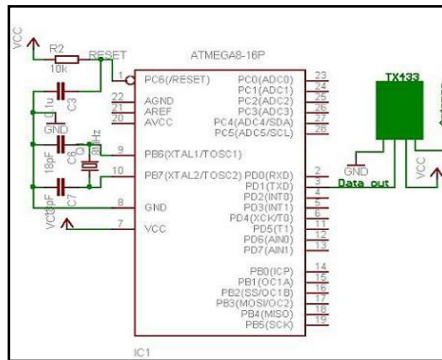 VCC
R2
10k
RESET
ATMEGA8-16P
C3
0.1u
GND
C6
18pF
C7
VCC
1
PC6(/RESET)
22
AGND
21
AREF
20
AVCC
9
PB6(XTAL1/TOSC1)
10
PB7(XTAL2/TOSC2)
8
GND
7
VCC
PC0(ADC0)
23
PC1(ADC1)
24
PC2(ADC2)
25
PC3(ADC3)
26
PC4(ADC4/SDA)
27
PC5(ADC5/SCL)
28
PD0(RXD)
2
PD1(TXD)
3
PD2(INT0)
4
PD3(INT1)
5
PD4(XCK/T0)
6
PD5(T1)
11
PD6(AIN0)
12
PD7(AIN1)
13
PB0(ICP)
14
PB1(OC1A)
15
PB2(SS/OC1B)
16
PB3(MOSI/OC2)
17
PB4(MISO)
18
PB5(SCK)
19
IC1
TX433
GND
Data out
VCC